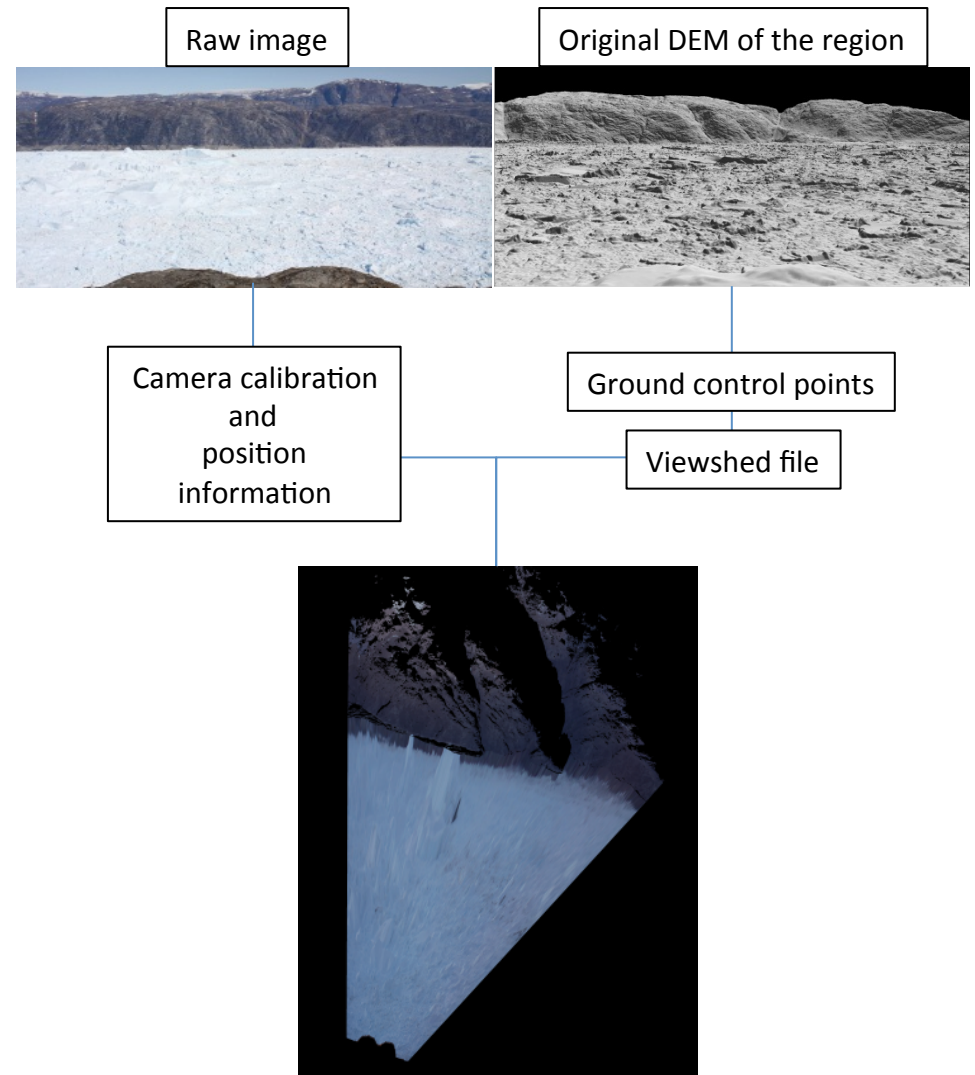 Raw image
Original DEM of the region
Camera calibration
and
position
information
Ground control points
Viewshed file